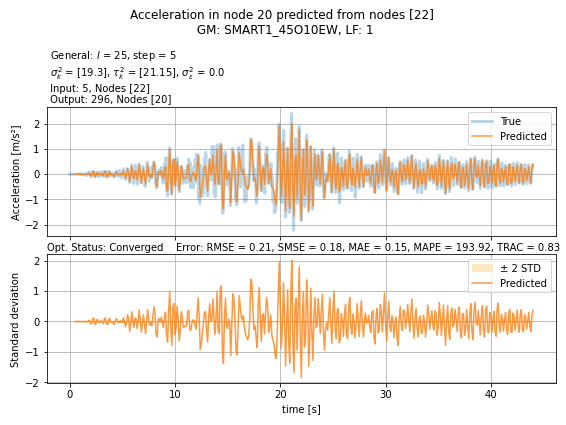 Acceleration in node 20 predicted from nodes [22]
GM: SMART1_45O10EW, LF: 1
General: l = 25, step = 5
σ²ₖ = [19.3], τ²ₖ = [21.15], σ²ε = 0.0
Input: 5, Nodes [22]
Output: 296, Nodes [20]
Acceleration [m/s²]
2
1
0
−1
−2
True
Predicted
Opt. Status: Converged Error: RMSE = 0.21, SMSE = 0.18, MAE = 0.15, MAPE = 193.92, TRAC = 0.83
Standard deviation
2
1
0
−1
−2
± 2 STD
Predicted
0 10 20 30 40
time [s]